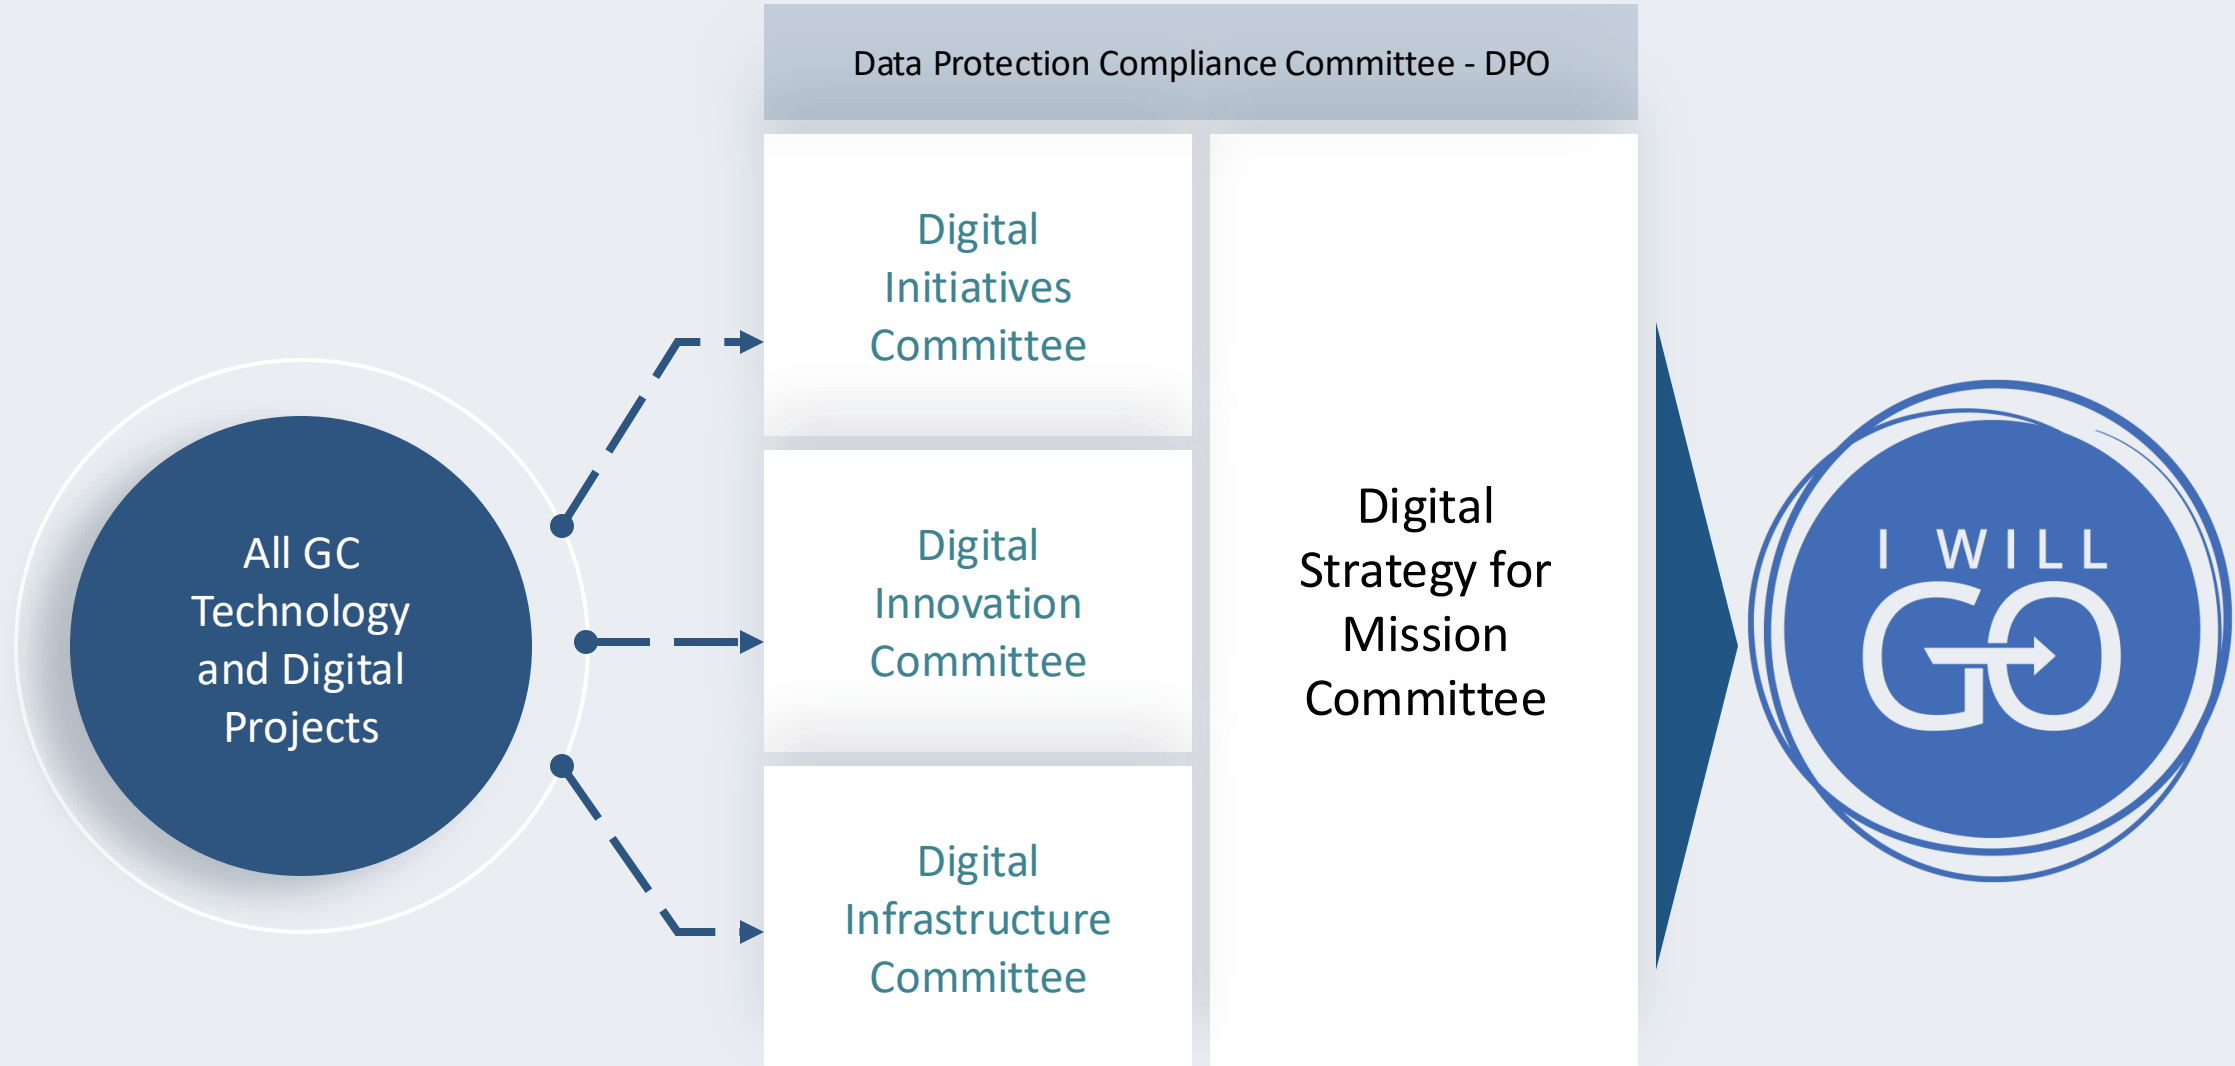 Data Protection Compliance Committee - DPO
All GC
Technology
and Digital
Projects
Digital
Initiatives
Committee
Digital
Innovation
Committee
Digital
Infrastructure
Committee
Digital
Strategy for
Mission
Committee
I WILL
GO